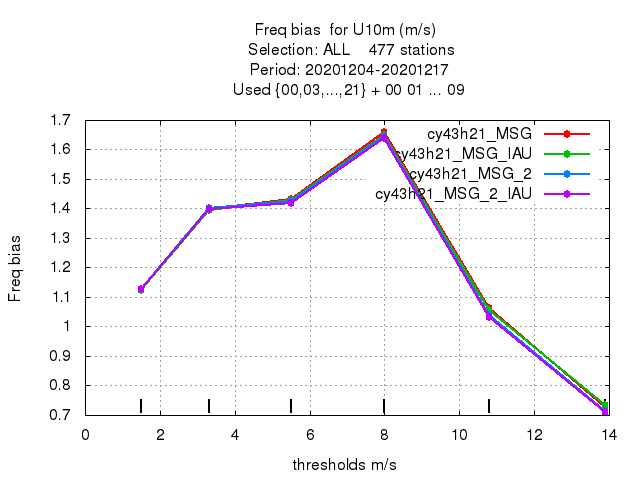 Freq bias  for U10m (m/s)
Selection: ALL    477 stations
Period: 20201204-20201217
Used {00,03,...,21} + 00 01 ... 09
1.7
1.6
1.5
1.4
1.3
1.2
1.1
1
0.9
0.8
0.7
Freq bias
cy43h21_MSG
cy43h21_MSG_IAU
cy43h21_MSG_2
cy43h21_MSG_2_IAU
0 2 4 6 8 10 12 14
thresholds m/s